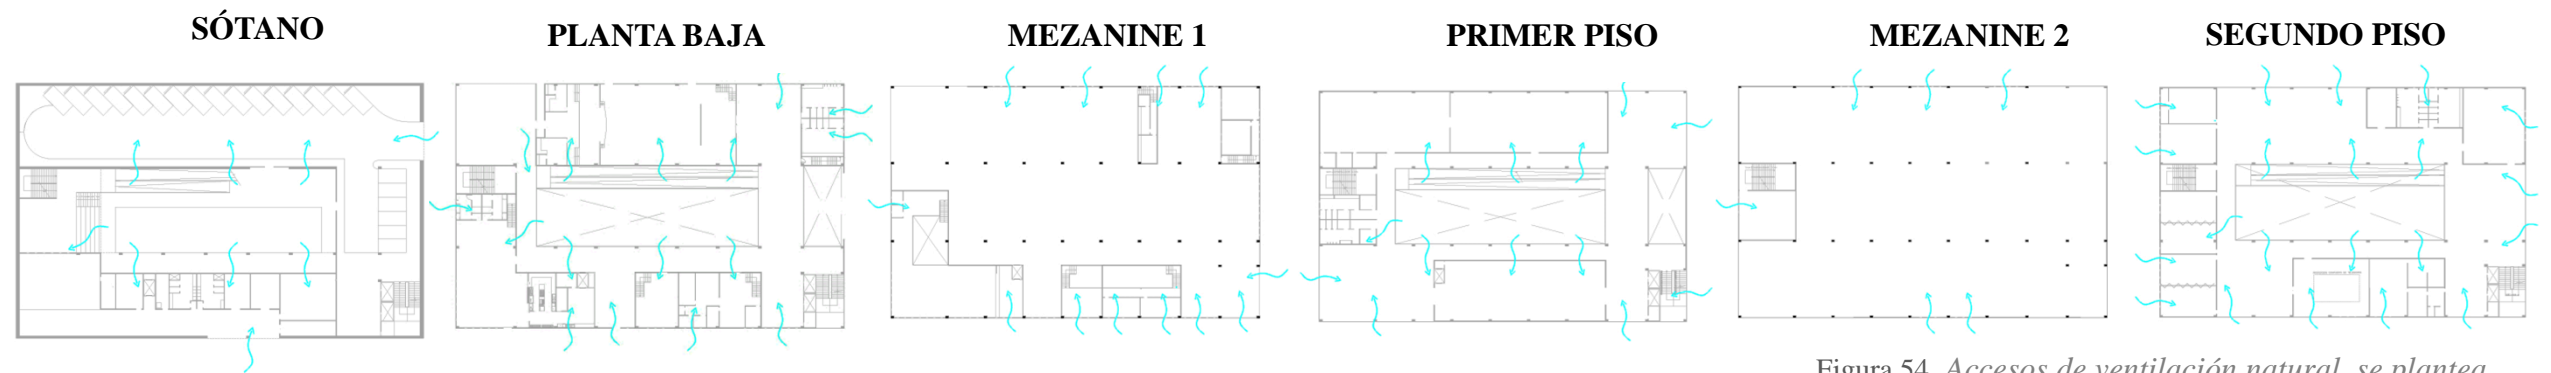 SÓTANO
PLANTA BAJA
MEZANINE 1
PRIMER PISO
MEZANINE 2
SEGUNDO PISO
Figura 54. Accesos de ventilación natural, se plantea